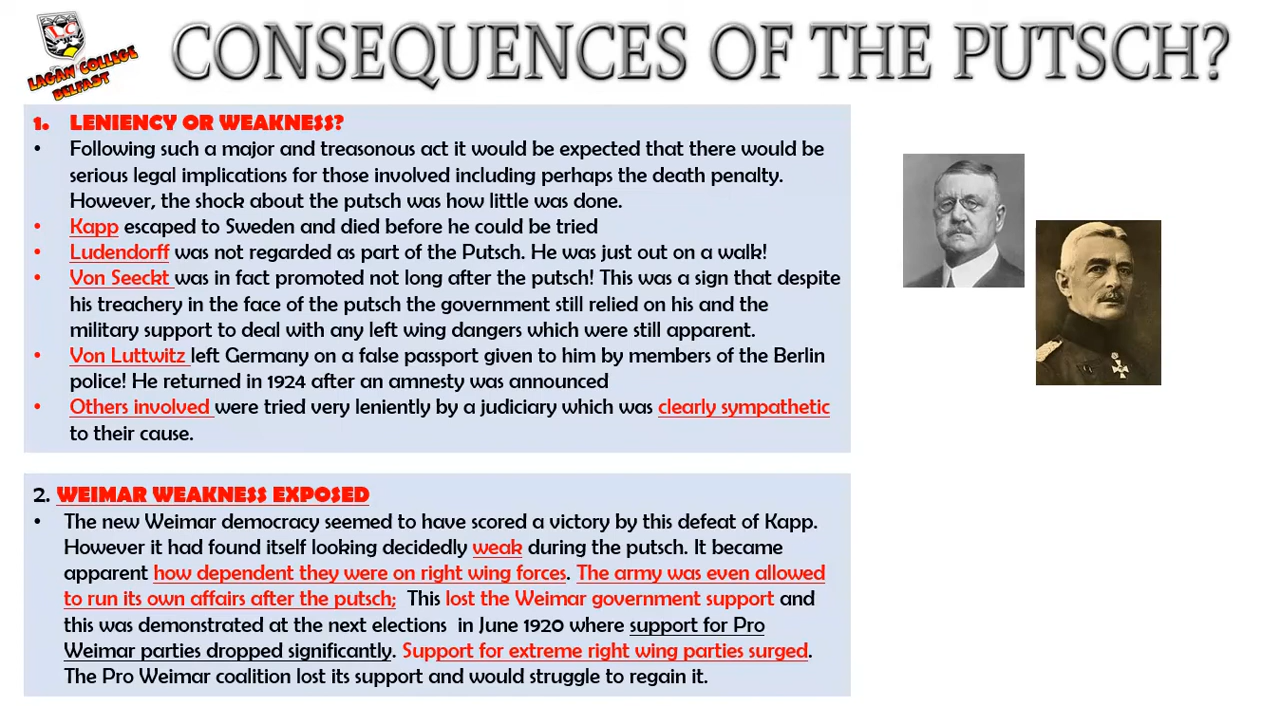 LC
LAGAN COLLEGE
BELFAST
CONSEQUENCES OF THE PUTSCH?
1. LENIENCY OR WEAKNESS?
• Following such a major and treasonous act it would be expected that there would be
serious legal implications for those involved including perhaps the death penalty.
However, the shock about the putsch was how little was done.
• Kapp escaped to Sweden and died before he could be tried
• Ludendorff was not regarded as part of the Putsch. He was just out on a walk!
• Von Seeckt was in fact promoted not long after the putsch! This was a sign that despite
his treachery in the face of the putsch the government still relied on his and the
military support to deal with any left wing dangers which were still apparent.
• Von Luttwitz left Germany on a false passport given to him by members of the Berlin
police! He returned in 1924 after an amnesty was announced
• Others involved were tried very leniently by a judiciary which was clearly sympathetic
to their cause.
2. WEIMAR WEAKNESS EXPOSED
• The new Weimar democracy seemed to have scored a victory by this defeat of Kapp.
However it had found itself looking decidedly weak during the putsch. It became
apparent how dependent they were on right wing forces. The army was even allowed
to run its own affairs after the putsch; This lost the Weimar government support and
this was demonstrated at the next elections in June 1920 where support for Pro
Weimar parties dropped significantly. Support for extreme right wing parties surged.
The Pro Weimar coalition lost its support and would struggle to regain it.